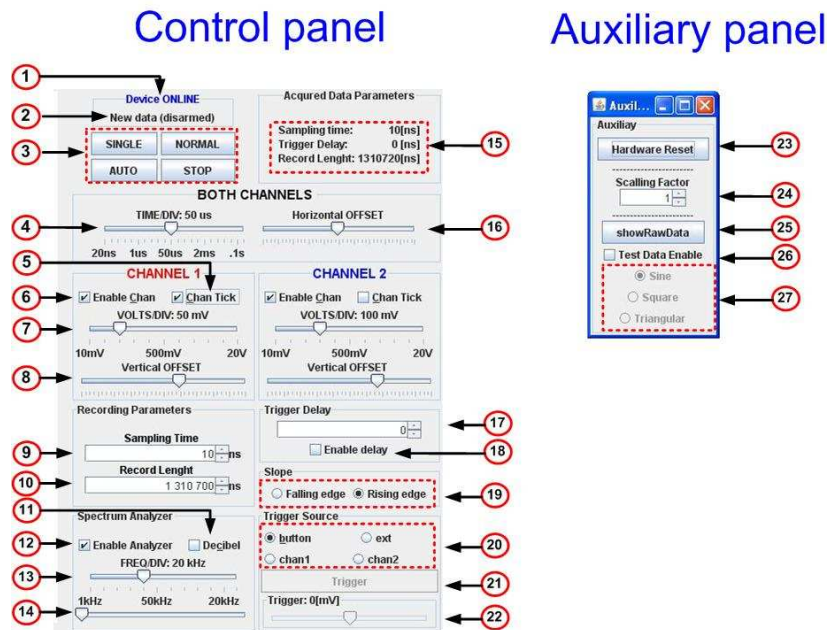 Control panel
Auxiliary panel
1
2
3
4
5
6
7
8
9
10
11
12
13
14
Device ONLINE
New data (disarmed)
SINGLE NORMAL
AUTO STOP
Acqured Data Parameters
Sampling time: 10[ns]
Trigger Delay: 0 [ns]
Record Lenght: 1310720[ns]
15
BOTH CHANNELS
TIME/DIV: 50 us
20ns 1us 50us 2ms .1s
Horizontal OFFSET
16
CHANNEL 1
Enable Chan Chan Tick
VOLTS/DIV: 50 mV
10mV 500mV 20V
Vertical OFFSET
CHANNEL 2
Enable Chan Chan Tick
VOLTS/DIV: 100 mV
10mV 500mV 20V
Vertical OFFSET
Recording Parameters
Sampling Time
10 ns
Record Lenght
1 310 700 ns
Trigger Delay
0
17
Enable delay
18
Slope
Falling edge Rising edge
19
Spectrum Analyzer
Enable Analyzer Decibel
FREQ/DIV: 20 kHz
1kHz 50kHz 20kHz
Trigger Source
button ext
chan1 chan2
20
Trigger
21
Trigger: 0[mV]
22
Auxil...
Auxiliay
Hardware Reset
23
Scalling Factor
1
24
showRawData
25
Test Data Enable
26
Sine
Square
Triangular
27